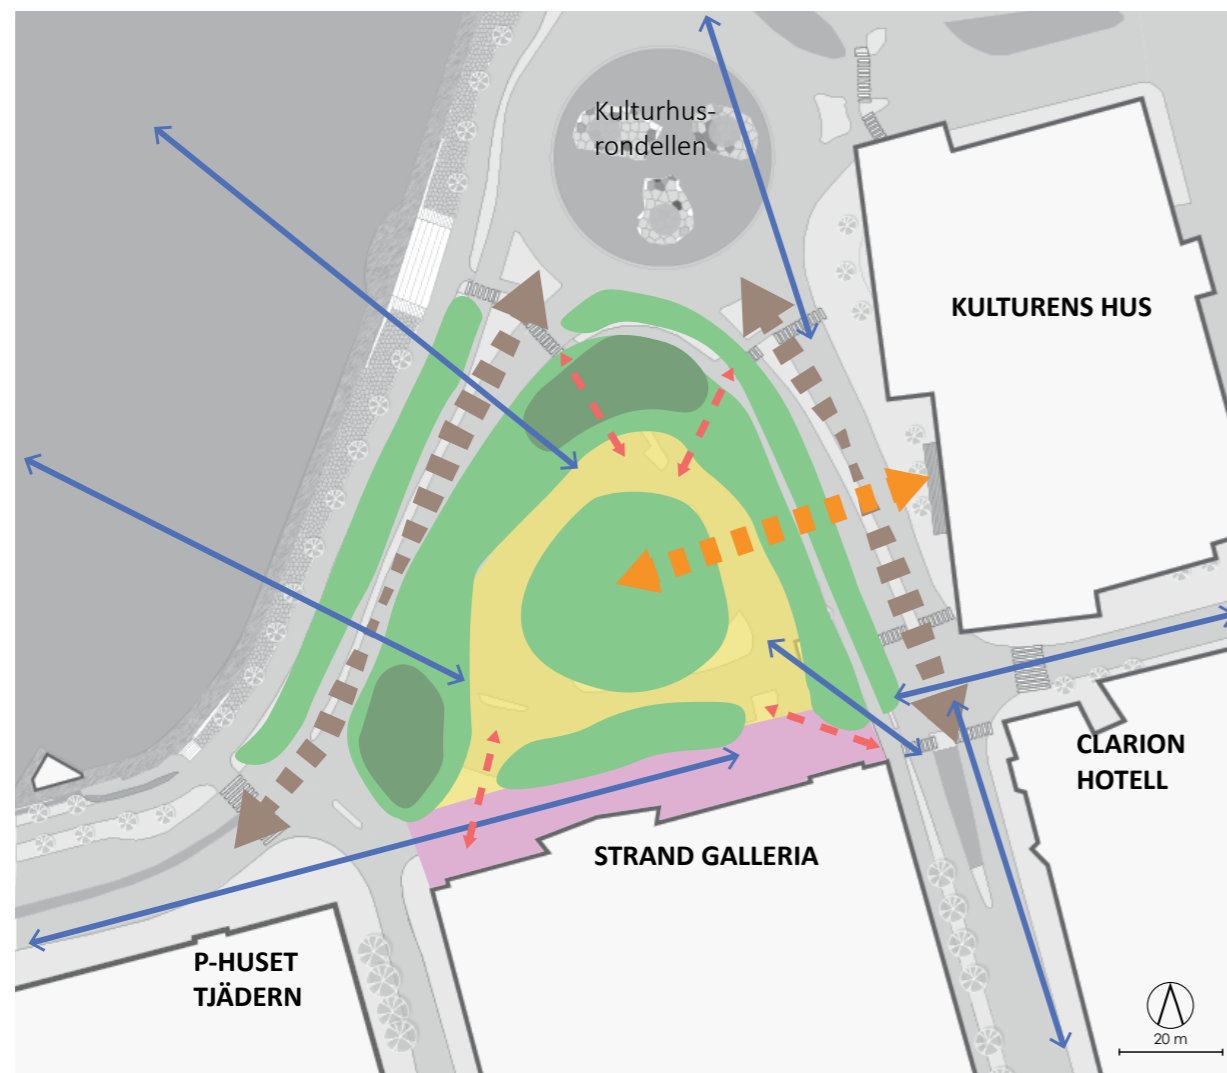 Kulturhus-
rondellen
KULTURENS HUS
CLARION
HOTELL
STRAND GALLERIA
P-HUSET
TJÄDERN
20 m